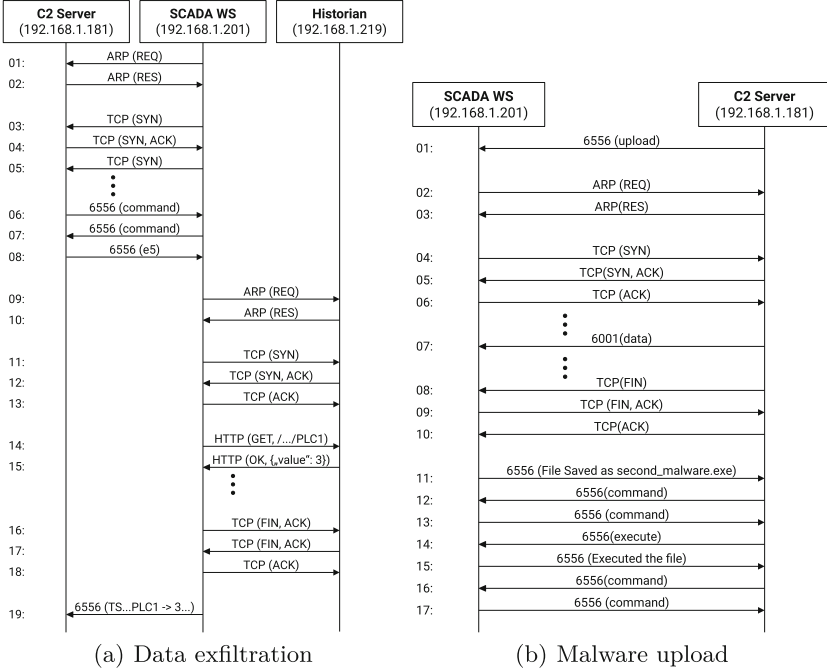 C2 Server
(192.168.1.181)
SCADA WS
(192.168.1.201)
Historian
(192.168.1.219)
01: ARP (REQ)
02: ARP (RES)
03: TCP (SYN)
04: TCP (SYN, ACK)
05: TCP (SYN)
06: 6556 (command)
07: 6556 (command)
08: 6556 (e5)
09: ARP (REQ)
10: ARP (RES)
11: TCP (SYN)
12: TCP (SYN, ACK)
13: TCP (ACK)
14: HTTP (GET, /.../PLC1)
15: HTTP (OK, {„value“: 3})
16: TCP (FIN, ACK)
17: TCP (FIN, ACK)
18: TCP (ACK)
19: 6556 (TS...PLC1 -> 3...)
(a) Data exfiltration
SCADA WS
(192.168.1.201)
C2 Server
(192.168.1.181)
01: 6556 (upload)
02: ARP (REQ)
03: ARP(RES)
04: TCP (SYN)
05: TCP(SYN, ACK)
06: TCP (ACK)
07: 6001(data)
08: TCP(FIN)
09: TCP (FIN, ACK)
10: TCP(ACK)
11: 6556 (File Saved as second_malware.exe)
12: 6556(command)
13: 6556 (command)
14: 6556(execute)
15: 6556 (Executed the file)
16: 6556(command)
17: 6556 (command)
(b) Malware upload